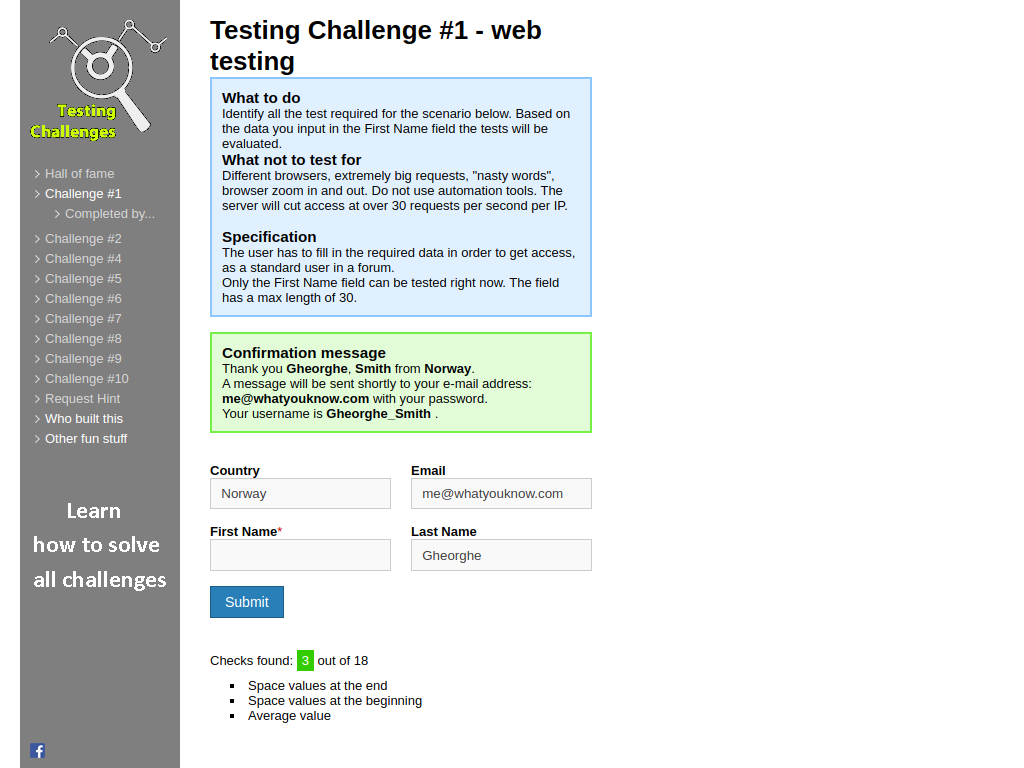 Testing
Challenges
Hall of fame
Challenge #1
Completed by...
Challenge #2
Challenge #4
Challenge #5
Challenge #6
Challenge #7
Challenge #8
Challenge #9
Challenge #10
Request Hint
Who built this
Other fun stuff
Learn
how to solve
all challenges
Testing Challenge #1 - web
testing
What to do
Identify all the test required for the scenario below. Based on
the data you input in the First Name field the tests will be
evaluated.
What not to test for
Different browsers, extremely big requests, "nasty words",
browser zoom in and out. Do not use automation tools. The
server will cut access at over 30 requests per second per IP.
Specification
The user has to fill in the required data in order to get access,
as a standard user in a forum.
Only the First Name field can be tested right now. The field
has a max length of 30.
Confirmation message
Thank you Gheorghe, Smith from Norway.
A message will be sent shortly to your e-mail address:
me@whatyouknow.com with your password.
Your username is Gheorghe_Smith .
Country Email
Norway me@whatyouknow.com
First Name* Last Name
Gheorghe
Submit
Checks found: 3 out of 18
Space values at the end
Space values at the beginning
Average value